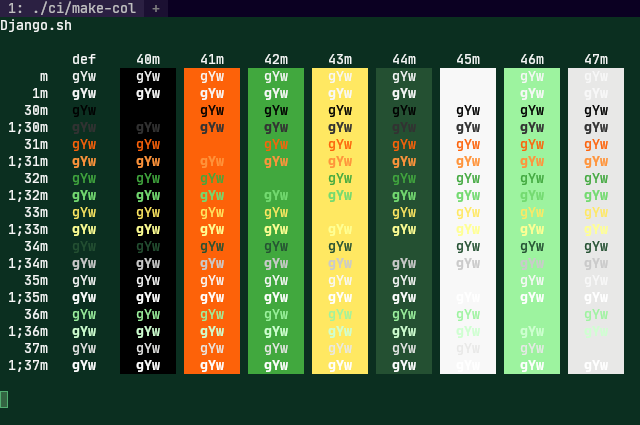 1: ./ci/make-col +
Django.sh
def 40m 41m 42m 43m 44m 45m 46m 47m
m gYw gYw gYw gYw gYw gYw gYw gYw
1m gYw gYw gYw gYw gYw gYw gYw gYw
30m gYw gYw gYw gYw gYw gYw gYw gYw
1;30m gYw gYw gYw gYw gYw gYw gYw gYw gYw
31m gYw gYw gYw gYw gYw gYw gYw gYw
1;31m gYw gYw gYw gYw gYw gYw gYw gYw gYw
32m gYw gYw gYw gYw gYw gYw gYw gYw
1;32m gYw gYw gYw gYw gYw gYw gYw gYw gYw
33m gYw gYw gYw gYw gYw gYw gYw gYw
1;33m gYw gYw gYw gYw gYw gYw gYw gYw gYw
34m gYw gYw gYw gYw gYw gYw gYw gYw
1;34m gYw gYw gYw gYw gYw gYw gYw gYw gYw
35m gYw gYw gYw gYw gYw gYw gYw gYw
1;35m gYw gYw gYw gYw gYw gYw gYw gYw gYw
36m gYw gYw gYw gYw gYw gYw gYw gYw
1;36m gYw gYw gYw gYw gYw gYw gYw gYw gYw
37m gYw gYw gYw gYw gYw gYw gYw gYw
1;37m gYw gYw gYw gYw gYw gYw gYw gYw